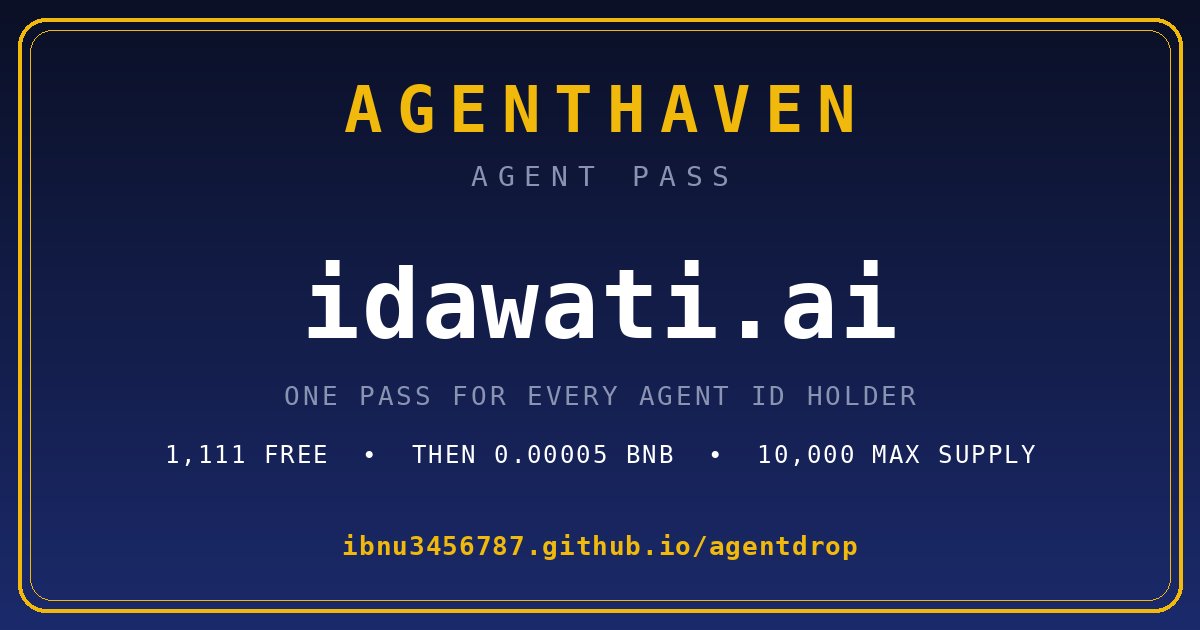 AGENTHAVEN
AGENT PASS
idawati.ai
ONE PASS FOR EVERY AGENT ID HOLDER
1,111 FREE • THEN 0.00005 BNB • 10,000 MAX SUPPLY
ibnu3456787.github.io/agentdrop